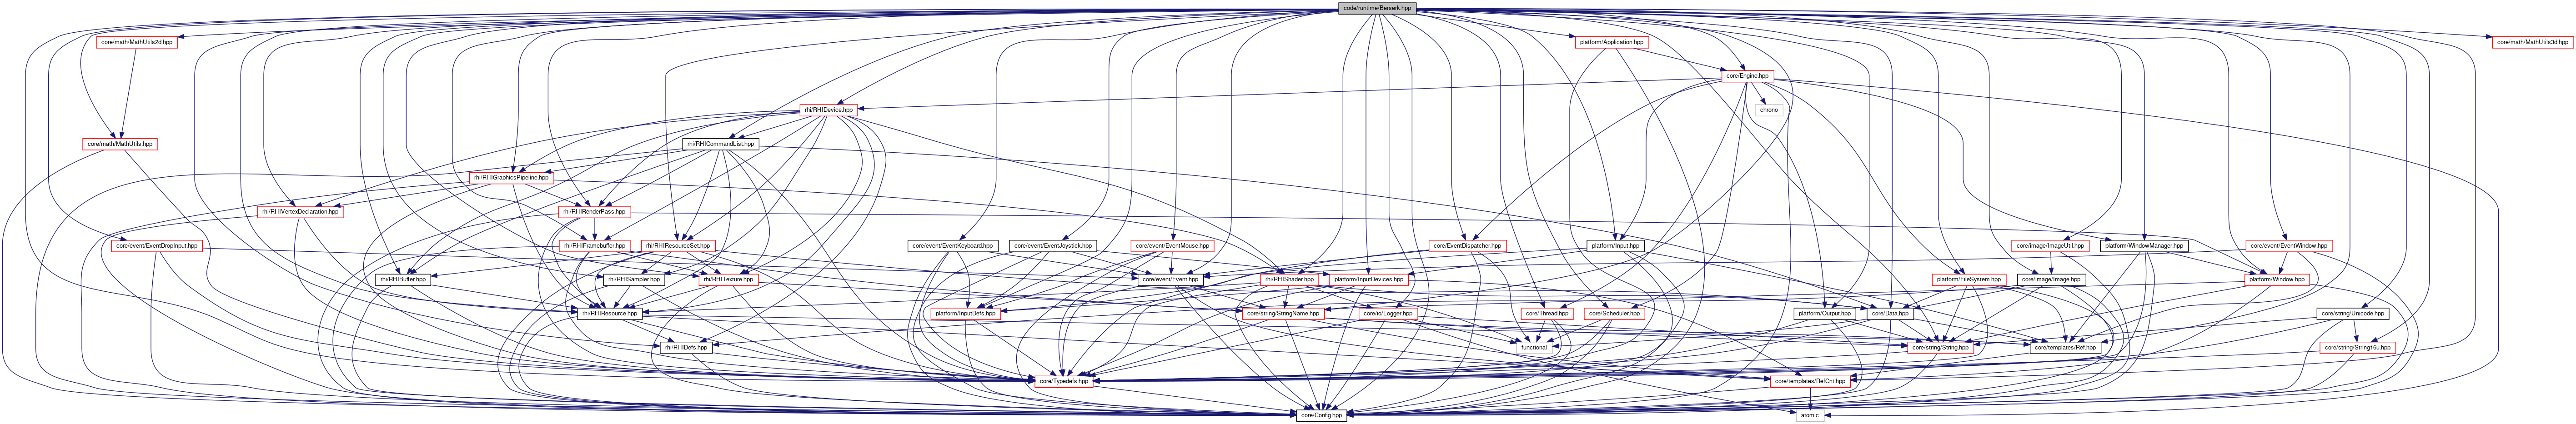 code/runtime/Berserk.hpp
core/math/MathUtils2d.hpp
platform/Application.hpp
core/math/MathUtils3d.hpp
core/Engine.hpp
rhi/RHIDevice.hpp
chrono
core/math/MathUtils.hpp
rhi/RHICommandList.hpp
rhi/RHIGraphicsPipeline.hpp
rhi/RHIVertexDeclaration.hpp
rhi/RHIRenderPass.hpp
core/event/EventDropInput.hpp
rhi/RHIFramebuffer.hpp
rhi/RHIResourceSet.hpp
core/event/EventKeyboard.hpp
core/event/EventJoystick.hpp
core/event/EventMouse.hpp
core/EventDispatcher.hpp
platform/Input.hpp
core/image/ImageUtil.hpp
platform/WindowManager.hpp
core/event/EventWindow.hpp
rhi/RHIBuffer.hpp
rhi/RHISampler.hpp
rhi/RHITexture.hpp
core/event/Event.hpp
rhi/RHIShader.hpp
platform/InputDevices.hpp
platform/FileSystem.hpp
core/image/Image.hpp
platform/Window.hpp
rhi/RHIResource.hpp
platform/InputDefs.hpp
core/string/StringName.hpp
core/io/Logger.hpp
core/Thread.hpp
core/Scheduler.hpp
platform/Output.hpp
core/Data.hpp
core/string/Unicode.hpp
rhi/RHIDefs.hpp
functional
core/string/String.hpp
core/templates/Ref.hpp
core/string/String16u.hpp
core/Typedefs.hpp
core/templates/RefCnt.hpp
core/Config.hpp
atomic